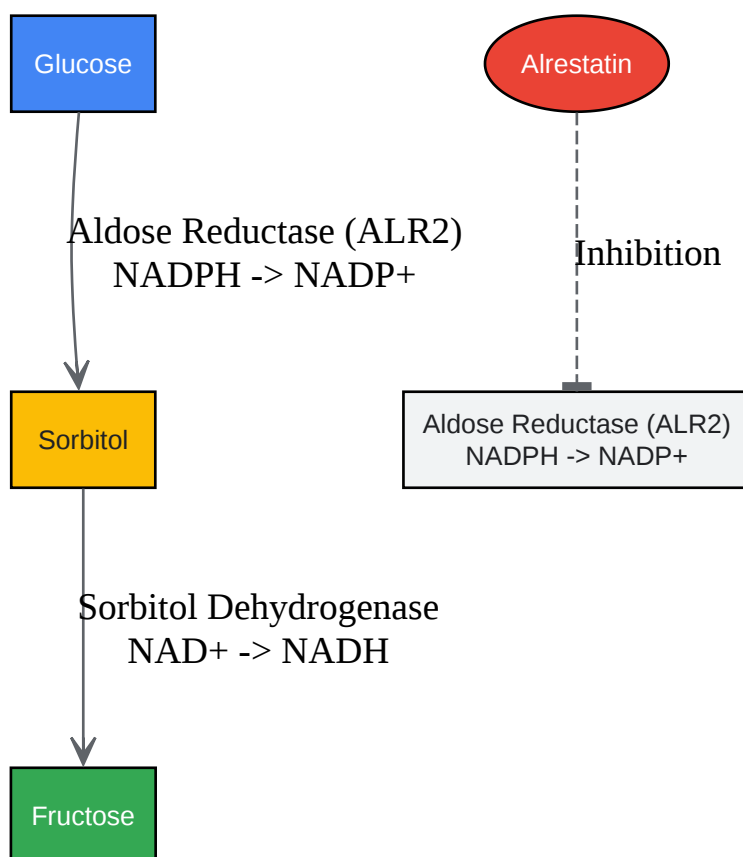 Glucose
Alrestatin
Aldose Reductase (ALR2)
NADPH -> NADP+
Inhibition
Sorbitol
Aldose Reductase (ALR2)
NADPH -> NADP+
Sorbitol Dehydrogenase
NAD+ -> NADH
Fructose